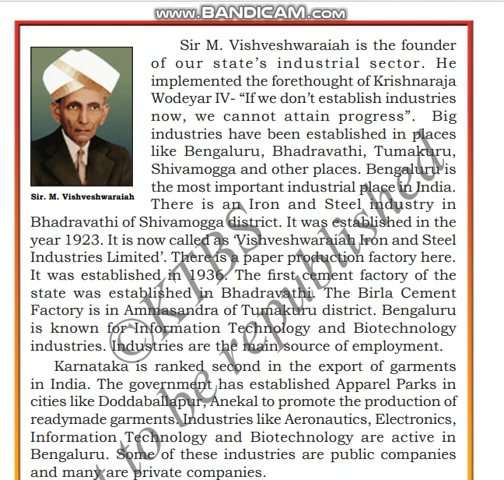 www.BANDICAM.com
Sir M. Vishveshwaraiah is the founder
of our state's industrial sector. He
implemented the forethought of Krishnaraja
Wodeyar IV- “If we don't establish industries
now, we cannot attain progress”. Big
industries have been established in places
like Bengaluru, Bhadravathi, Tumakuru,
Shivamogga and other places. Bengaluru is
the most important industrial place in India.
There is an Iron and Steel industry in
Sir. M. Vishveshwaraiah
Bhadravathi of Shivamogga district. It was established in the
year 1923. It is now called as ‘Vishveshwaraiah Iron and Steel
Industries Limited’. There is a paper production factory here.
It was established in 1936. The first cement factory of the
state was established in Bhadravathi. The Birla Cement
Factory is in Ammasandra of Tumakuru district. Bengaluru
is known for Information Technology and Biotechnology
industries. Industries are the main source of employment.
Karnataka is ranked second in the export of garments
in India. The government has established Apparel Parks in
cities like Doddaballapur, Anekal to promote the production of
readymade garments. Industries like Aeronautics, Electronics,
Information Technology and Biotechnology are active in
Bengaluru. Some of these industries are public companies
and many are private companies.
©KTBS
t to be republished